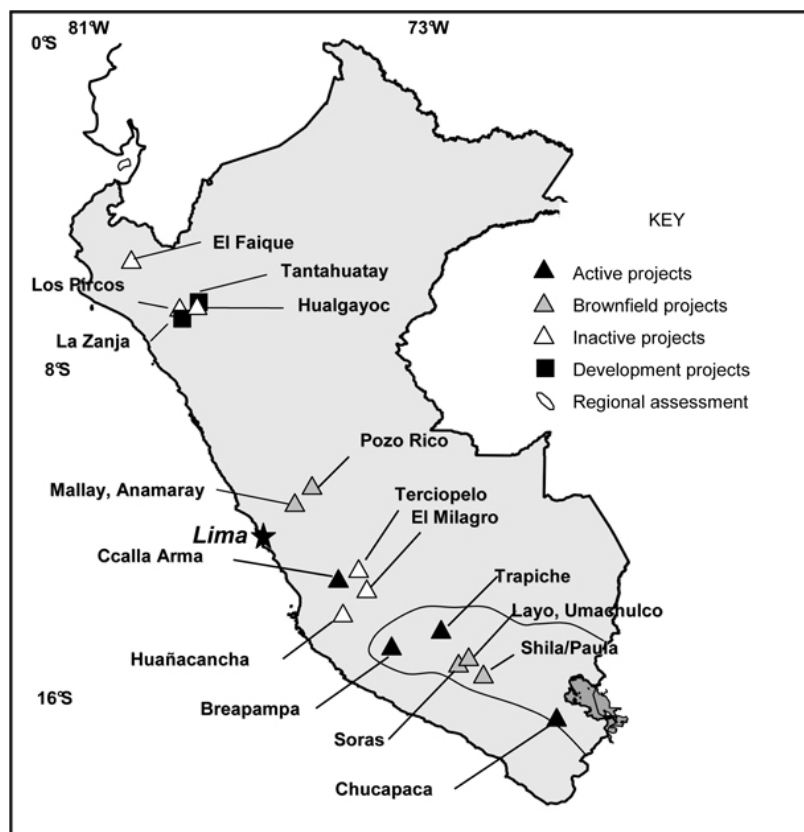 81°W
73°W
0°S
KEY
El Faique
Active projects
Tantahuatay
Los Pircos
Brownfield projects
Hualgayoc
Inactive projects
La Zanja
8°S
Development projects
Regional assessment
Pozo Rico
Mallay, Anamaray
Terciopelo
El Milagro
Lima
Ccalla Arma
Trapiche
Layo, Umachulco
Shila/Paula
Huañacancha
16°S
Breapampa
Soras
Chucapaca